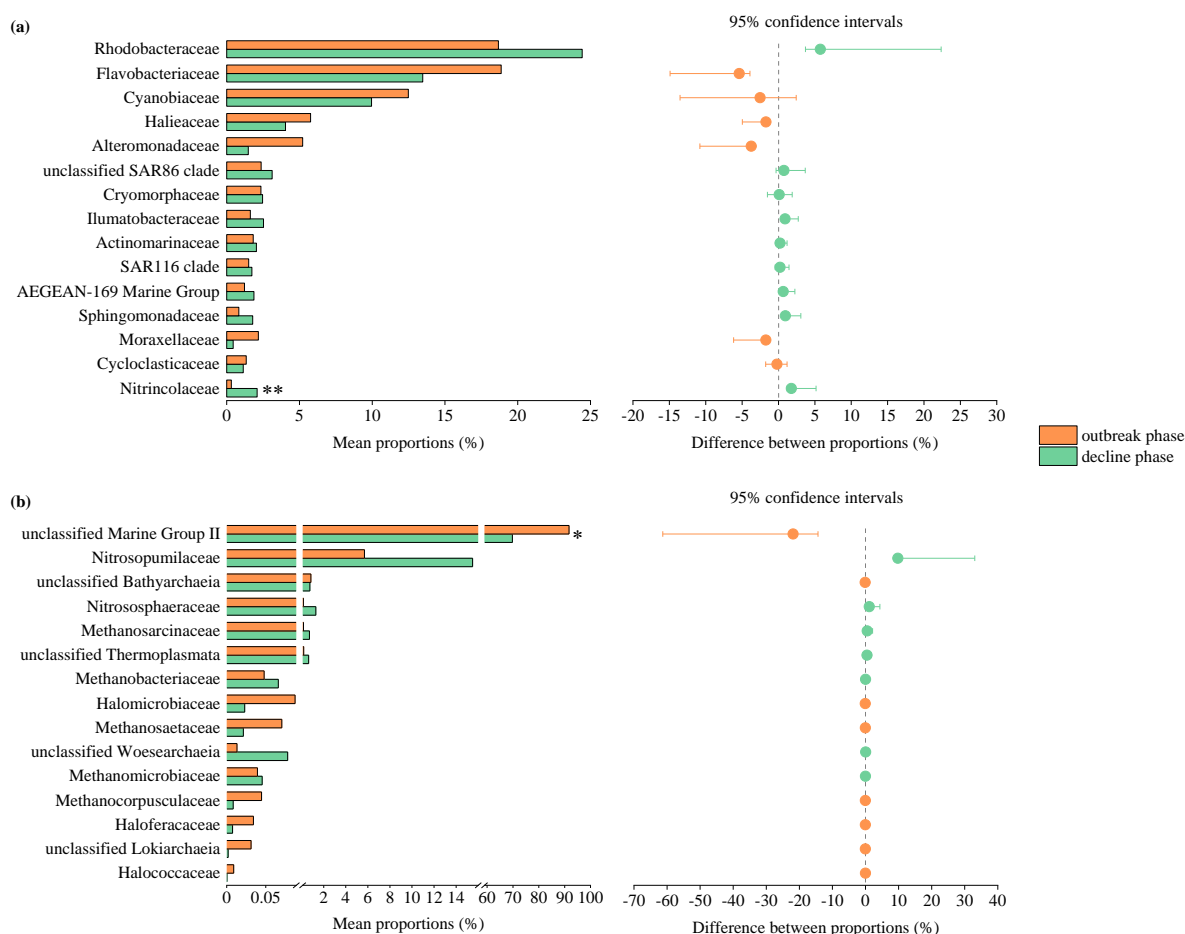 (a)
95% confidence intervals
Rhodobacteraceae
Flavobacteriaceae
Cyanobiaceae
Halieaceae
Alteromonadaceae
unclassified SAR86 clade
Cryomorphaceae
Ilumatobacteraceae
Actinomarinaceae
SAR116 clade
AEGEAN-169 Marine Group
Sphingomonadaceae
Moraxellaceae
Cycloclasticaceae
Nitrincolaceae **
0 5 10 15 20 25
-20 -15 -10 -5 0 5 10 15 20 25 30
Mean proportions (%)
Difference between proportions (%)
outbreak phase
decline phase
(b)
95% confidence intervals
unclassified Marine Group II *
Nitrosopumilaceae
unclassified Bathyarchaeia
Nitrososphaeraceae
Methanosarcinaceae
unclassified Thermoplasmata
Methanobacteriaceae
Halomicrobiaceae
Methanosaetaceae
unclassified Woesearchaeia
Methanomicrobiaceae
Methanocorpusculaceae
Haloferacaceae
unclassified Lokiarchaeia
Halococcaceae
0 0.05 2 4 6 8 10 12 14 60 70 80 90 100
-70 -60 -50 -40 -30 -20 -10 0 10 20 30 40
Mean proportions (%)
Difference between proportions (%)